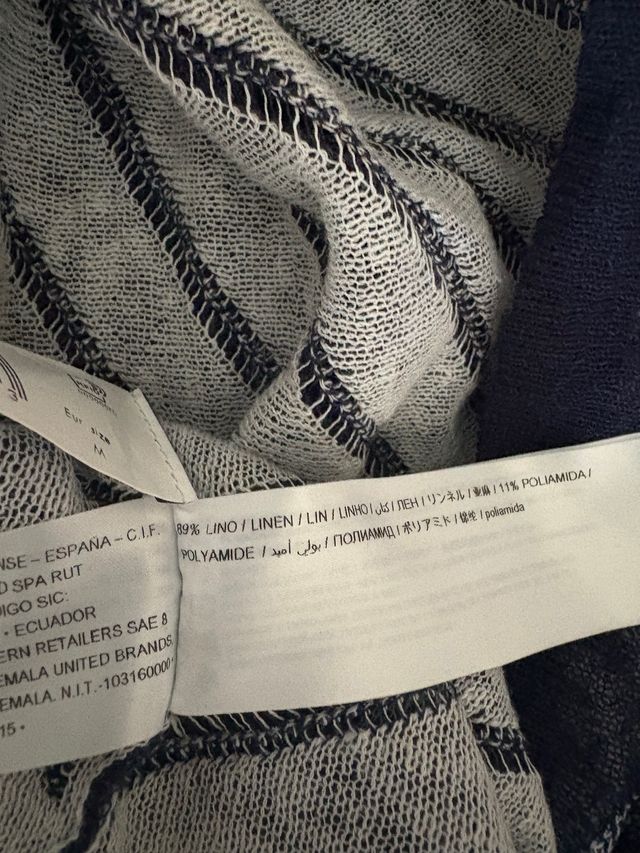 3
Eur size
M
NSE – ESPAÑA – C.I.F.
D SPA RUT
DIGO SIC:
• ECUADOR
ERN RETAILERS SAE 8
EMALA UNITED BRANDS
EMALA. N.I.T.-103160000
15 •
89% LINO / LINEN / LIN / LINHO / كتان / ЛЕН / リンネル / 亚麻 / 11% POLIAMIDA /
POLYAMIDE / بولي أميد / ПОЛИАМИД / ポリアミド / 锦纶 / poliamida